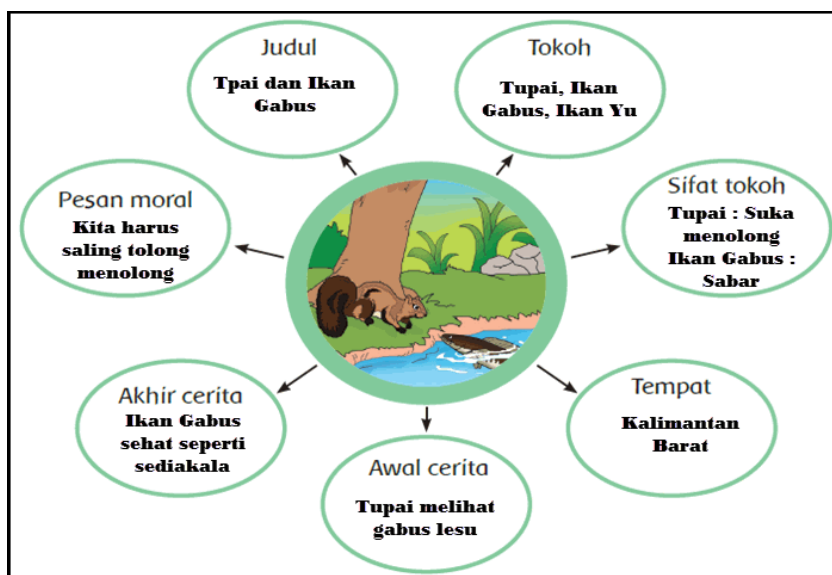 Judul
Tpai dan Ikan
Gabus
Tokoh
Tupai, Ikan
Gabus, Ikan Yu
Pesan moral
Kita harus
saling tolong
menolong
Sifat tokoh
Tupai : Suka
menolong
Ikan Gabus :
Sabar
Akhir cerita
Ikan Gabus
sehat seperti
sediakala
Awal cerita
Tupai melihat
gabus lesu
Tempat
Kalimantan
Barat